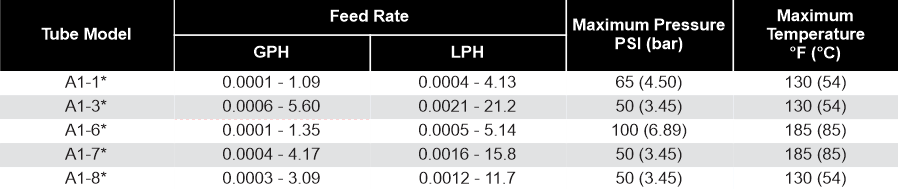 Tube Model Feed Rate Maximum Pressure PSI (bar) Maximum Temperature °F (°C)
GPH LPH
A1-1* 0.0001 - 1.09 0.0004 - 4.13 65 (4.50) 130 (54)
A1-3* 0.0006 - 5.60 0.0021 - 21.2 50 (3.45) 130 (54)
A1-6* 0.0001 - 1.35 0.0005 - 5.14 100 (6.89) 185 (85)
A1-7* 0.0004 - 4.17 0.0016 - 15.8 50 (3.45) 185 (85)
A1-8* 0.0003 - 3.09 0.0012 - 11.7 50 (3.45) 130 (54)